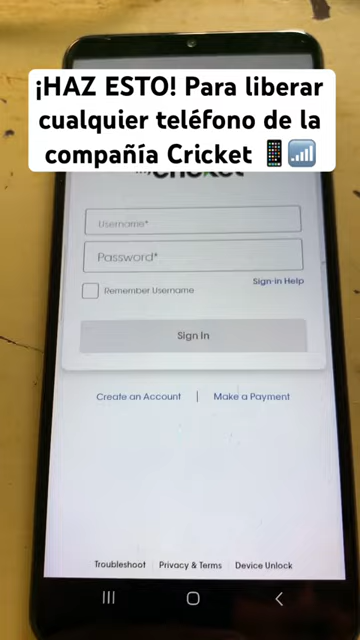 ¡HAZ ESTO! Para liberar
cualquier teléfono de la
compañía Cricket
Username*
Password*
Remember Username
Sign-in Help
Sign In
Create an Account | Make a Payment
Troubleshoot Privacy & Terms Device Unlock